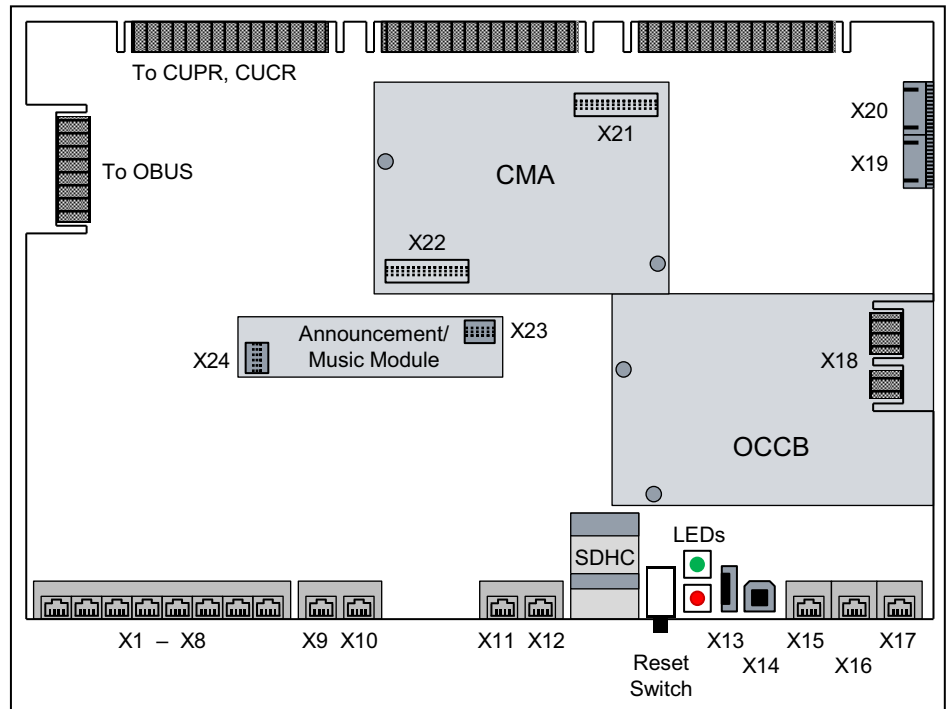 To CUPR, CUCR
X20
X21
X19
To OBUS
CMA
X22
Announcement/
Music Module
X23
X24
X18
OCCB
LEDs
SDHC
X1 – X8
X9 X10
X11 X12
X13
X15
X17
X14
X16
Reset
Switch